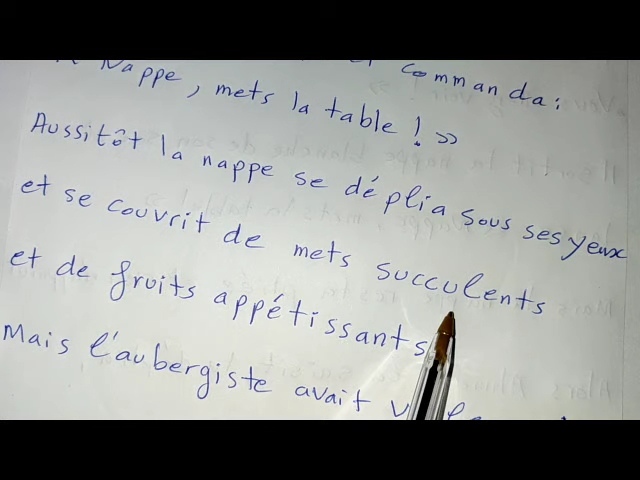 commanda:
Nappe, mets la table ! »
Aussitôt la nappe se déplia sous ses yeux
et se couvrit de mets succulents
et de fruits appétissants
Mais l'aubergiste avait